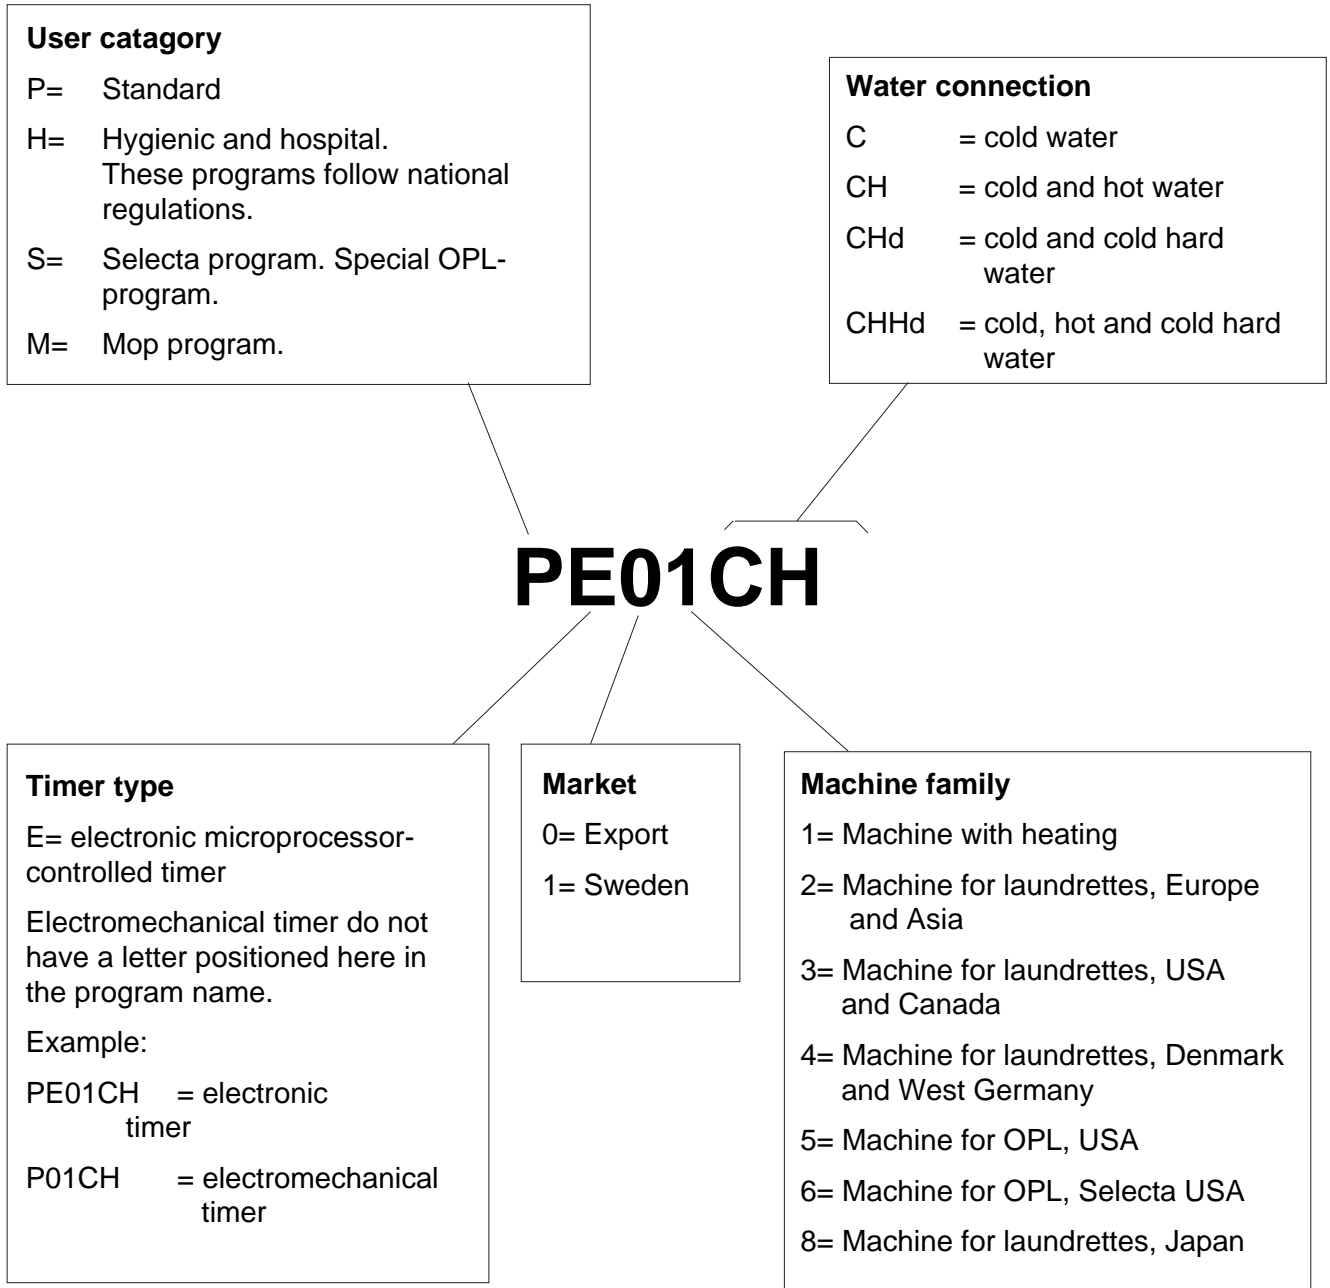 User catagory
P= Standard
H= Hygienic and hospital.
These programs follow national
regulations.
S= Selecta program. Special OPL-
program.
M= Mop program.
Water connection
C = cold water
CH = cold and hot water
CHd = cold and cold hard
water
CHHd = cold, hot and cold hard
water
PE01CH
Timer type
E= electronic microprocessor-
controlled timer
Electromechanical timer do not
have a letter positioned here in
the program name.
Example:
PE01CH = electronic
timer
P01CH = electromechanical
timer
Market
0= Export
1= Sweden
Machine family
1= Machine with heating
2= Machine for laundrettes, Europe
and Asia
3= Machine for laundrettes, USA
and Canada
4= Machine for laundrettes, Denmark
and West Germany
5= Machine for OPL, USA
6= Machine for OPL, Selecta USA
8= Machine for laundrettes, Japan